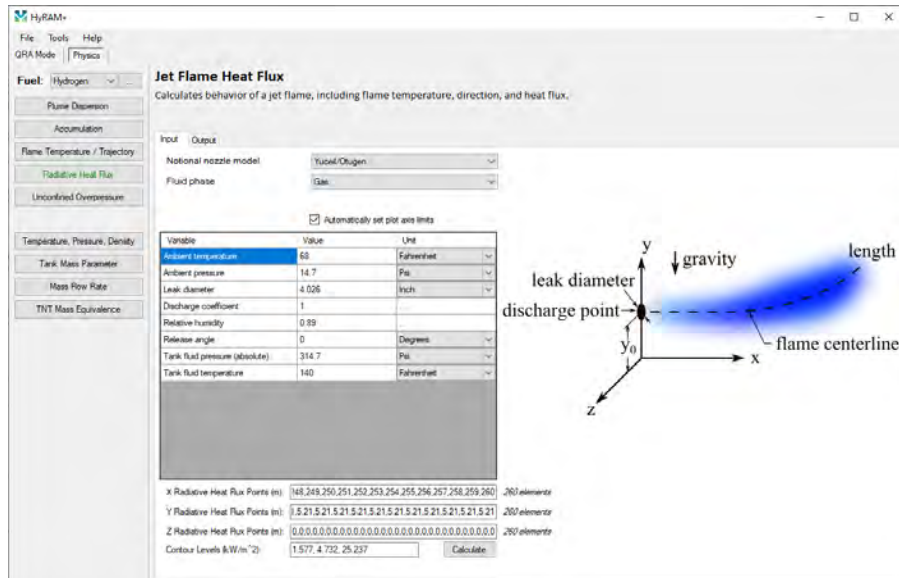 HyRAM+
File Tools Help
QRA Mode Physics
Fuel: Hydrogen ...
Plume Dispersion
Accumulation
Flame Temperature / Trajectory
Radiative Heat Flux
Unconfined Overpressure
Temperature, Pressure, Density
Tank Mass Parameter
Mass Flow Rate
TNT Mass Equivalence
Jet Flame Heat Flux
Calculates behavior of a jet flame, including flame temperature, direction, and heat flux.
Input Output
Notional nozzle model Yuceil/Otugen
Fluid phase Gas
Automatically set plot axis limits
Variable Value Unit
Ambient temperature 68 Fahrenheit
Ambient pressure 14.7 Psi
Leak diameter 4.026 Inch
Discharge coefficient 1 ...
Relative humidity 0.89 ...
Release angle 0 Degrees
Tank fluid pressure (absolute) 314.7 Psi
Tank fluid temperature 140 Fahrenheit
X Radiative Heat Flux Points (m): 248,249,250,251,252,253,254,255,256,257,258,259,260 260 elements
Y Radiative Heat Flux Points (m): 1,5.21,5.21,5.21,5.21,5.21,5.21,5.21,5.21,5.21,5.21,5.21 260 elements
Z Radiative Heat Flux Points (m): 0,0,0,0,0,0,0,0,0,0,0,0,0,0,0,0,0,0,0,0,0,0,0,0,0,0,0,0,0 260 elements
Contour Levels (kW/m^2): 1.577, 4.732, 25.237 Calculate
y
gravity
length
leak diameter
discharge point
y0
flame centerline
x
z